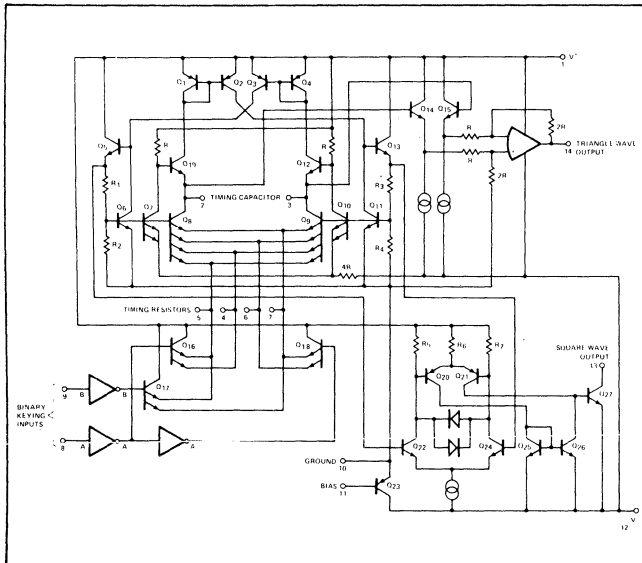 Q1 Q2 Q3 Q4
V+
1
Q14 Q15
Q5 Q13
R R
R 2R
R
TRIANGLE WAVE
14 OUTPUT
Q19 Q12
R1 R3
2R
TIMING CAPACITOR
2 3
Q6 Q7 Q8 Q9 Q10 Q11
R2 R4
4R
TIMING RESISTORS
5 4 6 7
Q16 Q18
R5 R6 R7
SQUARE WAVE
OUTPUT
13
Q17
Q20 Q21
Q27
BINARY
KEYING
INPUTS
9 B B
8 A A A
Q22 Q24 Q25 Q26
GROUND
10
BIAS
11
Q23
V
12